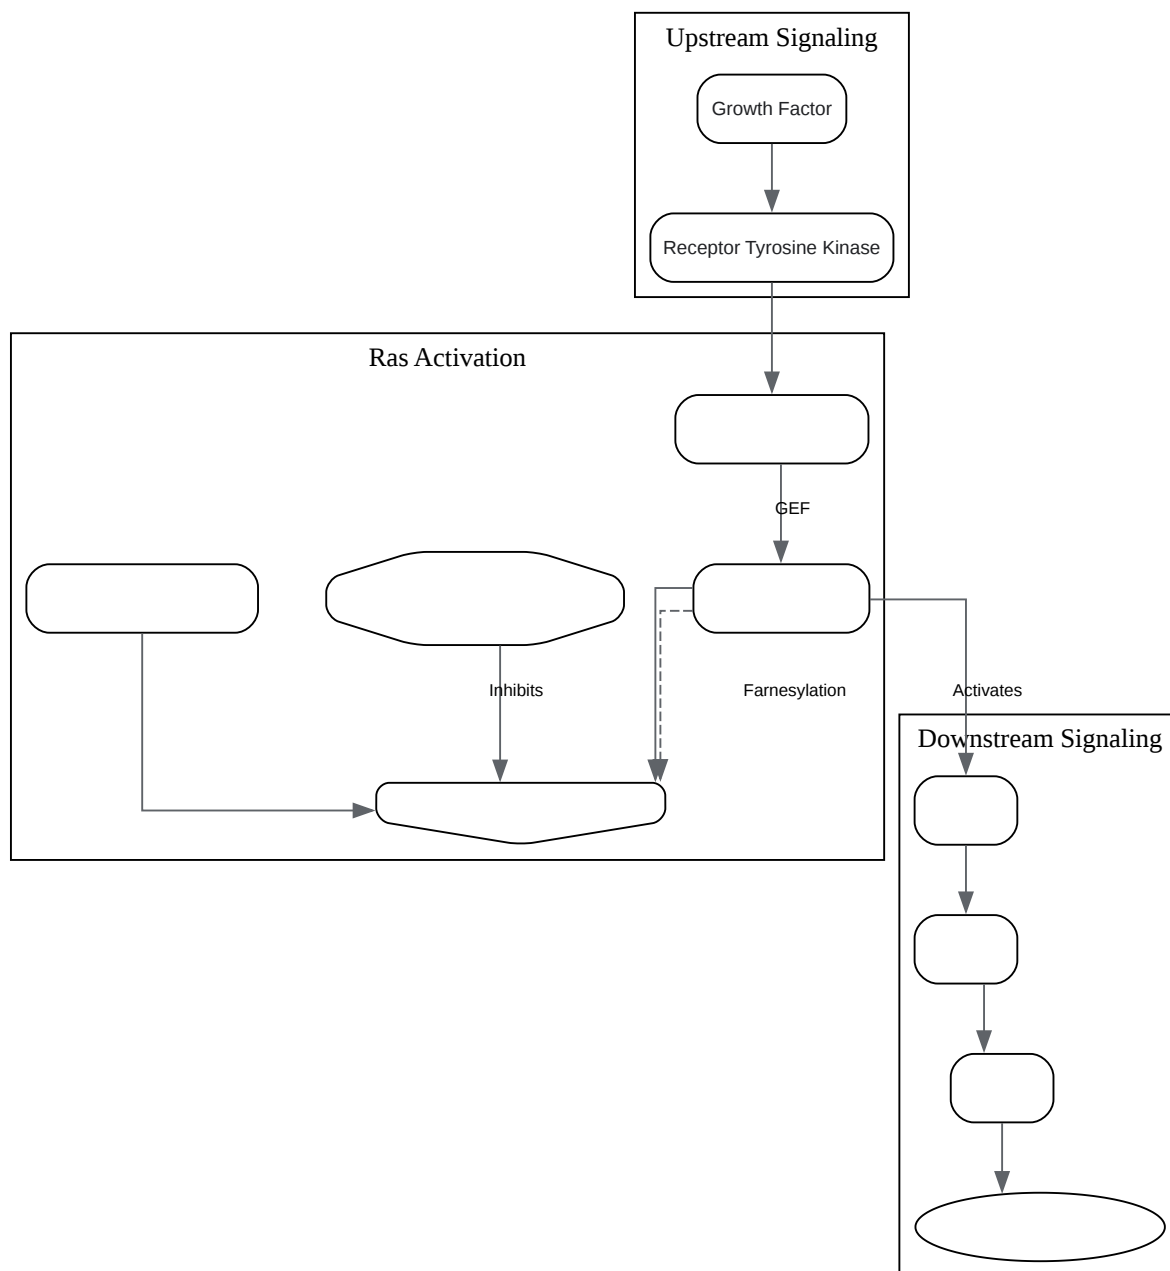 Upstream Signaling
Growth Factor
Receptor Tyrosine Kinase
Ras Activation
GEF
Inhibits
Farnesylation
Activates
Downstream Signaling